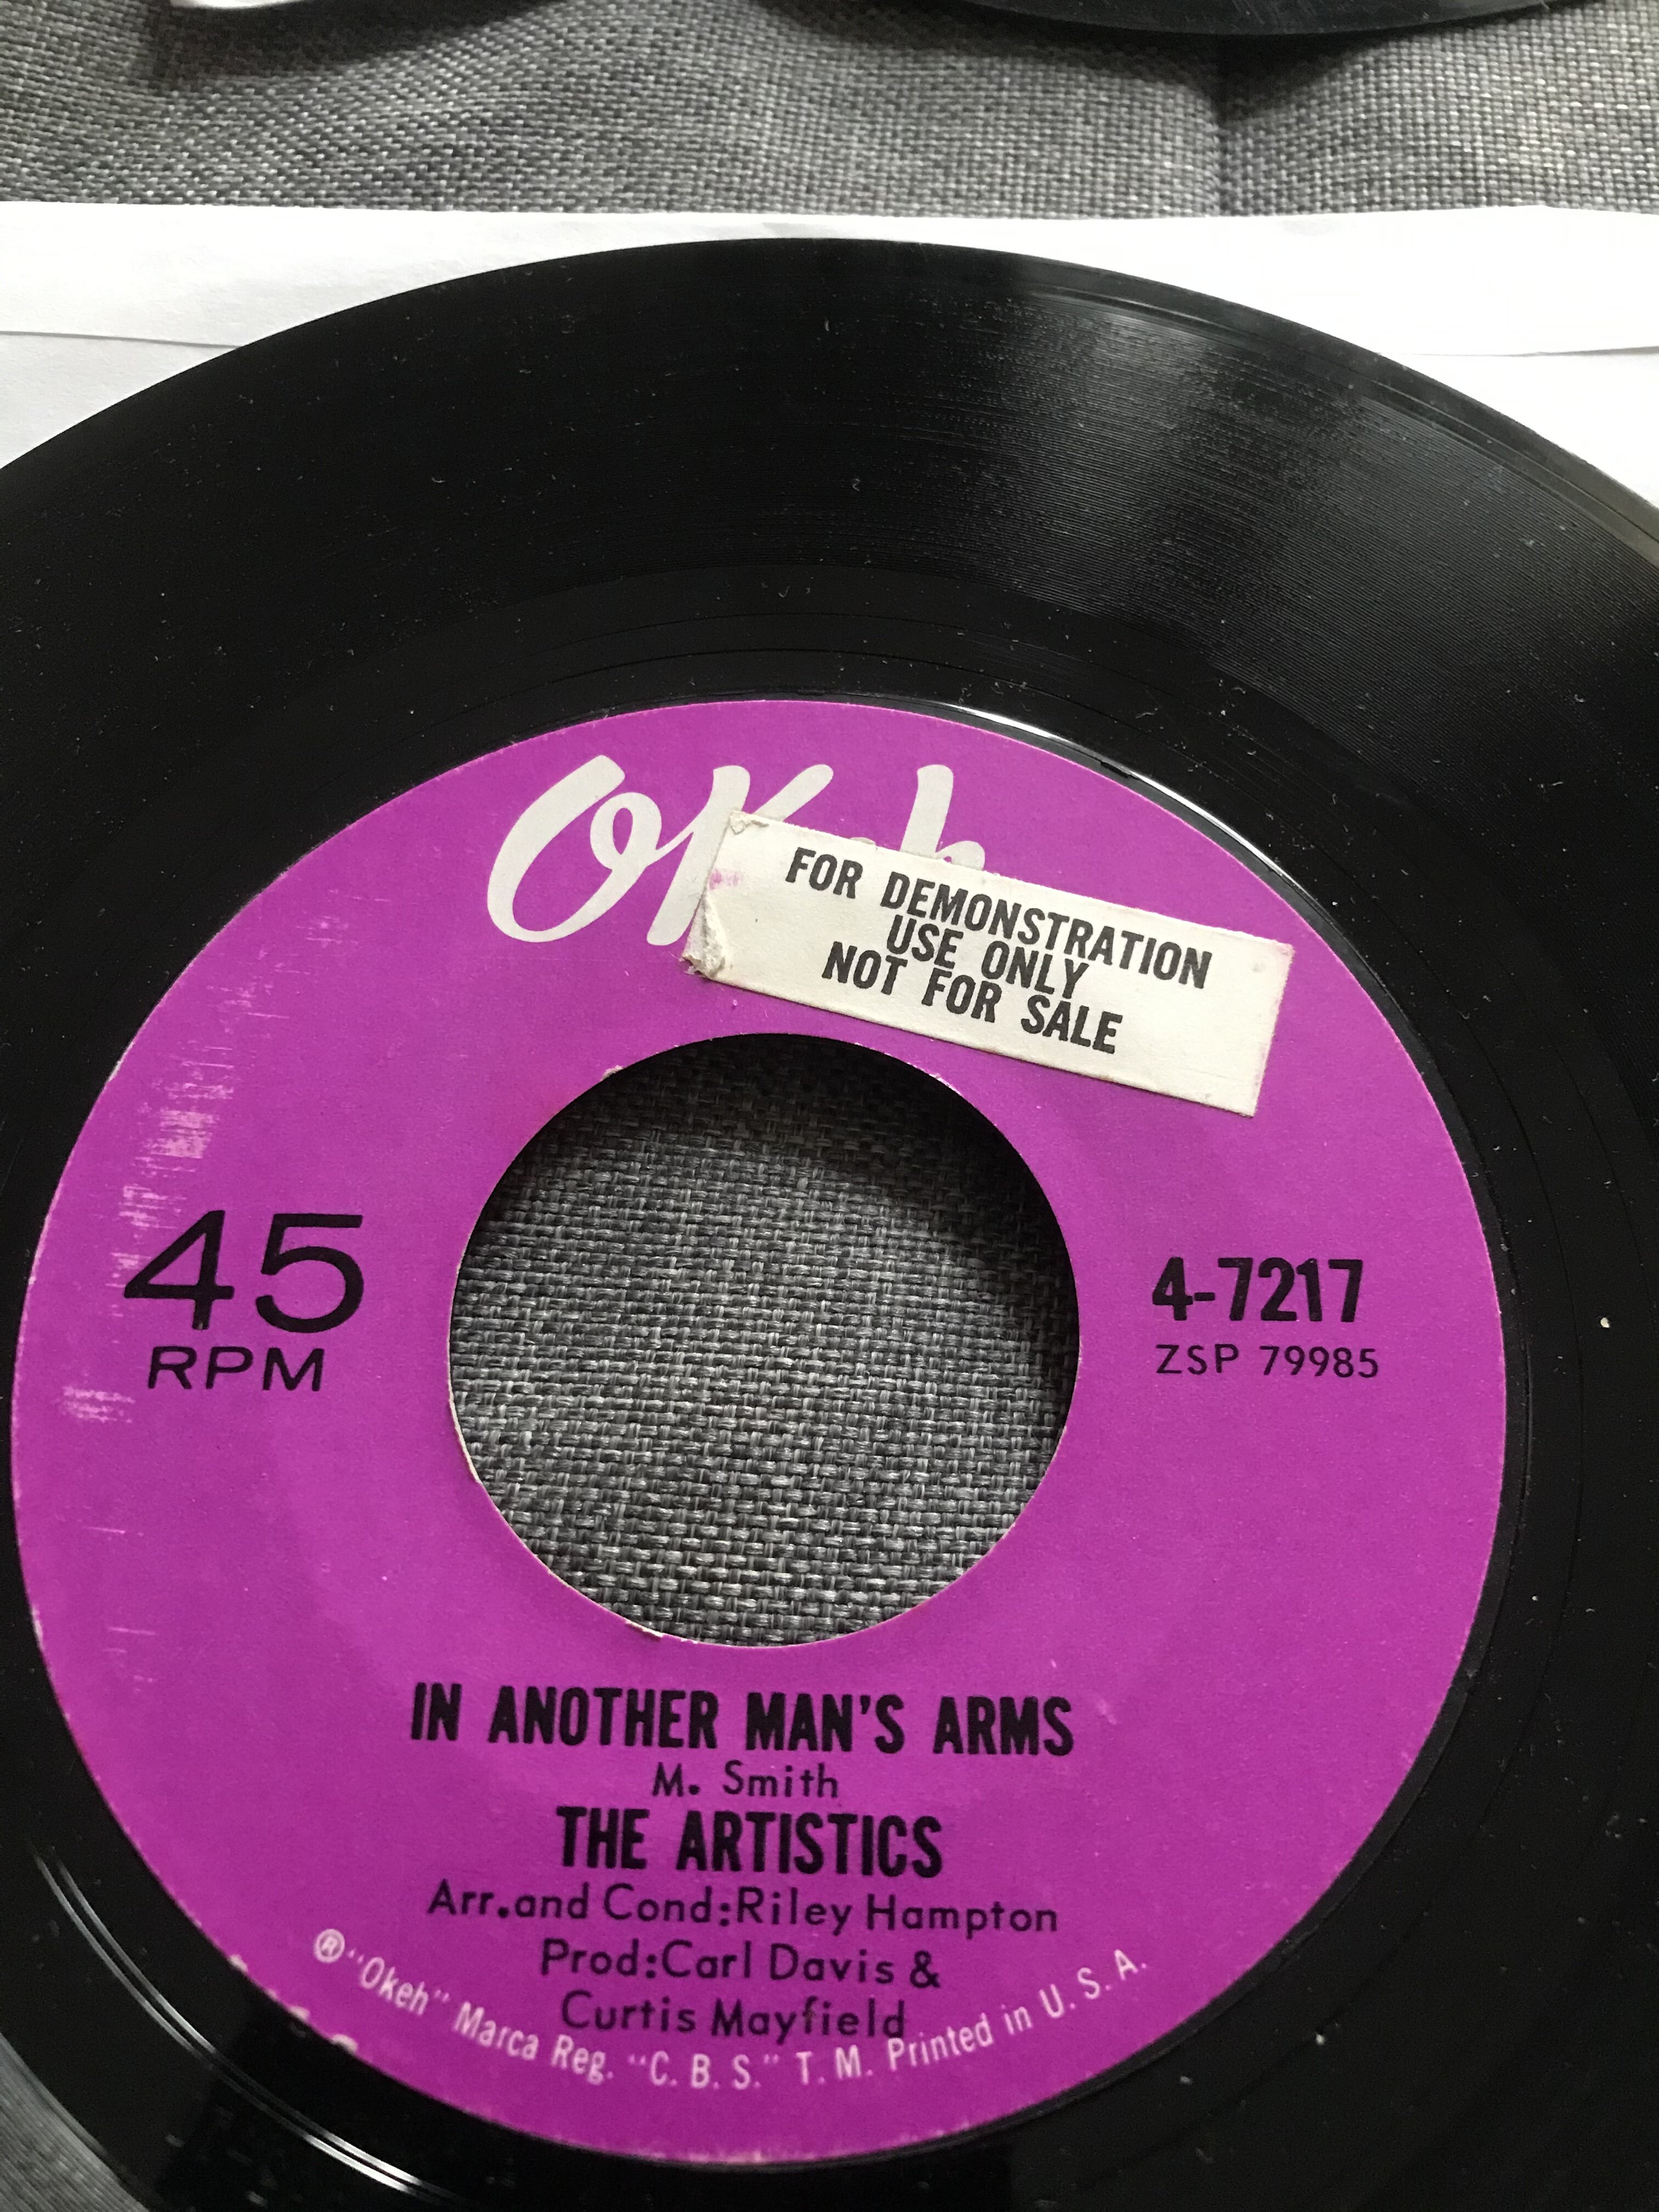 FOR DEMONSTRATION
USE ONLY
NOT FOR SALE
45
RPM
4-7217
ZSP 79985
IN ANOTHER MAN'S ARMS
M. Smith
THE ARTISTICS
Arr.and Cond:Riley Hampton
Prod:Carl Davis &
Curtis Mayfield
®"Okeh" Marca Reg. "C. B. S." T. M. Printed in U. S. A.